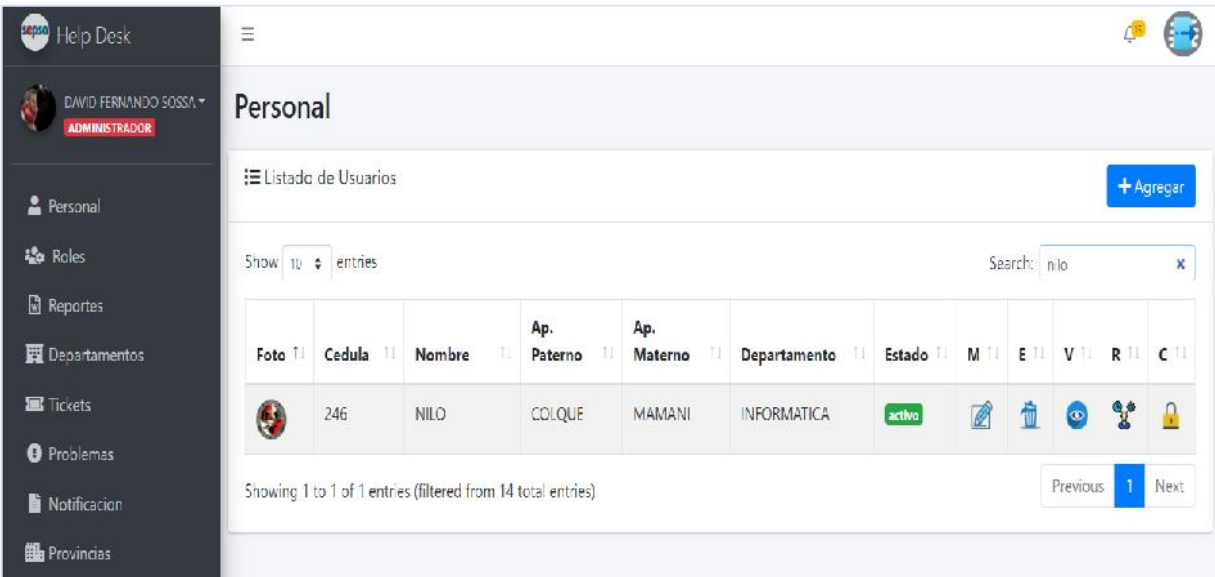 sepsa Help Desk
DAVID FERNANDO SOSSA
ADMINISTRADOR
Personal
Roles
Reportes
Departamentos
Tickets
Problemas
Notificacion
Provincias
Personal
Listado de Usuarios
+ Agregar
Show 10 entries
Search: nilo x
Foto Cedula Nombre Ap. Paterno Ap. Materno Departamento Estado M E V R C
246 NILO COLQUE MAMANI INFORMATICA activo
Showing 1 to 1 of 1 entries (filtered from 14 total entries)
Previous 1 Next